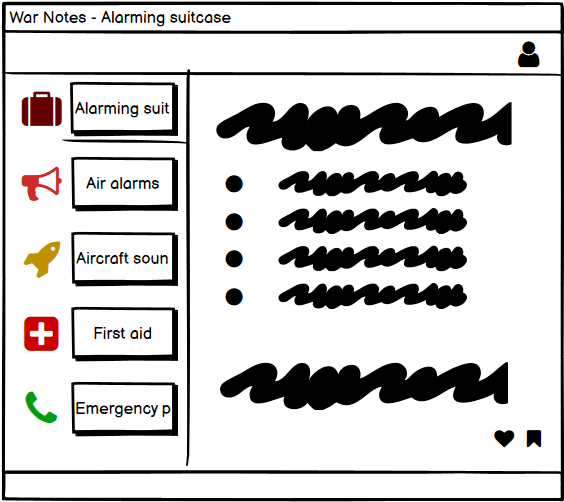 War Notes - Alarming suitcase
Alarming suit
Air alarms
Aircraft soun
First aid
Emergency p